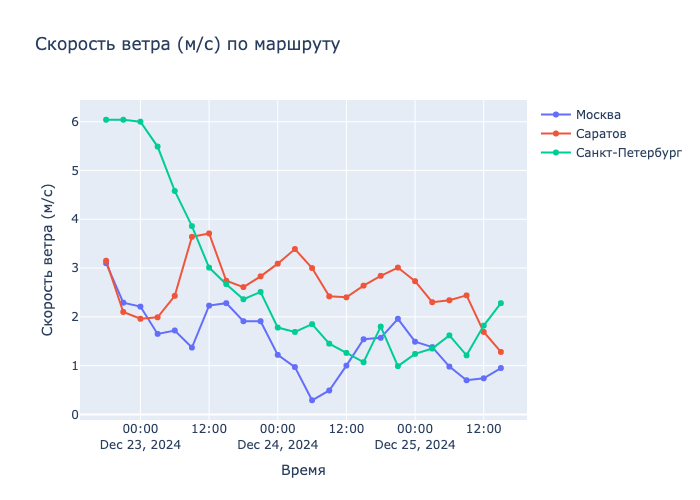 Скорость ветра (м/с) по маршруту
Москва
Саратов
Санкт-Петербург
Скорость ветра (м/с)
6
5
4
3
2
1
0
00:00 12:00 00:00 12:00 00:00 12:00
Dec 23, 2024 Dec 24, 2024 Dec 25, 2024
Время